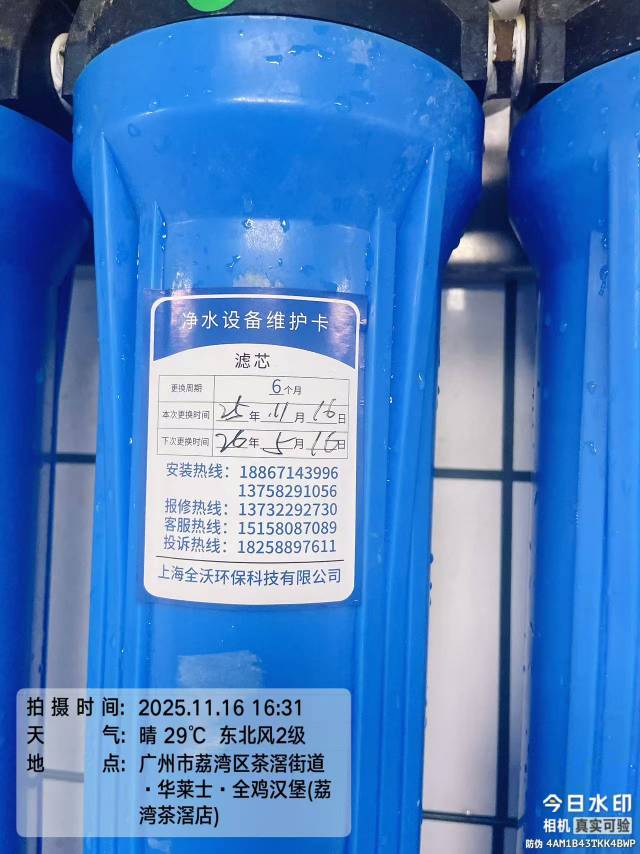 净水设备维护卡
滤芯
更换周期 6个月
本次更换时间 25年11月16日
下次更换时间 26年5月16日
安装热线：18867143996
13758291056
报修热线：13732292730
客服热线：15158087089
投诉热线：18258897611
上海全沃环保科技有限公司
拍摄时间：2025.11.16 16:31
天气：晴 29℃ 东北风2级
地点：广州市荔湾区茶滘街道
·华莱士·全鸡汉堡(荔
湾茶滘店)
今日水印
相机 真实可验
防伪 4AM1B43TKK4BWP